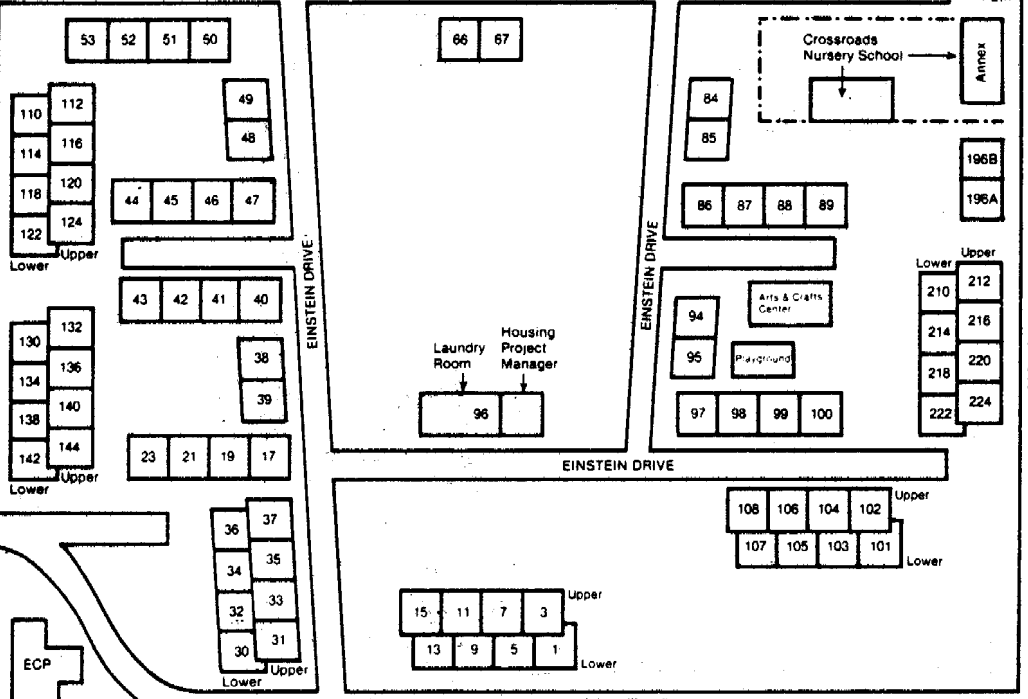 53 52 51 50
66 67
Crossroads
Nursery School
Annex
110 112
114 116
118 120
122 124
Lower Upper
49
48
84
85
196B
196A
44 45 46 47
86 87 88 89
EINSTEIN DRIVE
EINSTEIN DRIVE
43 42 41 40
Arts & Crafts
Center
Lower Upper
210 212
214 216
218 220
222 224
130 132
134 136
138 140
142 144
Lower Upper
38
39
94
95
Playground
Laundry
Room
Housing
Project
Manager
96
97 98 99 100
23 21 19 17
EINSTEIN DRIVE
36 37
34 35
32 33
30 31
Lower Upper
108 106 104 102 Upper
107 105 103 101 Lower
15 11 7 3 Upper
13 9 5 1 Lower
ECP